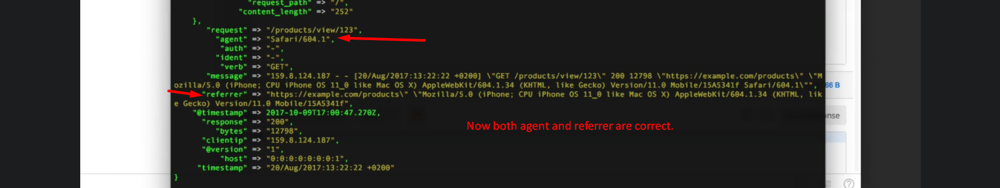 "request_path" => "/",
"content_length" => "252"
},
"request" => "/products/view/123",
"agent" => "Safari/604.1",
"auth" => "-",
"ident" => "-",
"verb" => "GET",
"message" => "159.8.124.187 - - [20/Aug/2017:13:22:22 +0200] \"GET /products/view/123\" 200 12798 \"https://example.com/products\" \"M
ozilla/5.0 (iPhone; CPU iPhone OS 11_0 like Mac OS X) AppleWebKit/604.1.34 (KHTML, like Gecko) Version/11.0 Mobile/15A5341f Safari/604.1\"",
66 B
"referrer" => "https://example.com/products\" \"Mozilla/5.0 (iPhone; CPU iPhone OS 11_0 like Mac OS X) AppleWebKit/604.1.34 (KHTML, lik
e Gecko) Version/11.0 Mobile/15A5341f",
"@timestamp" => 2017-10-09T17:00:47.270Z,
nse
"response" => "200",
Now both agent and referrer are correct.
"bytes" => "12798",
"clientip" => "159.8.124.187",
"@version" => "1",
"host" => "0:0:0:0:0:0:0:1",
"timestamp" => "20/Aug/2017:13:22:22 +0200"
}
?